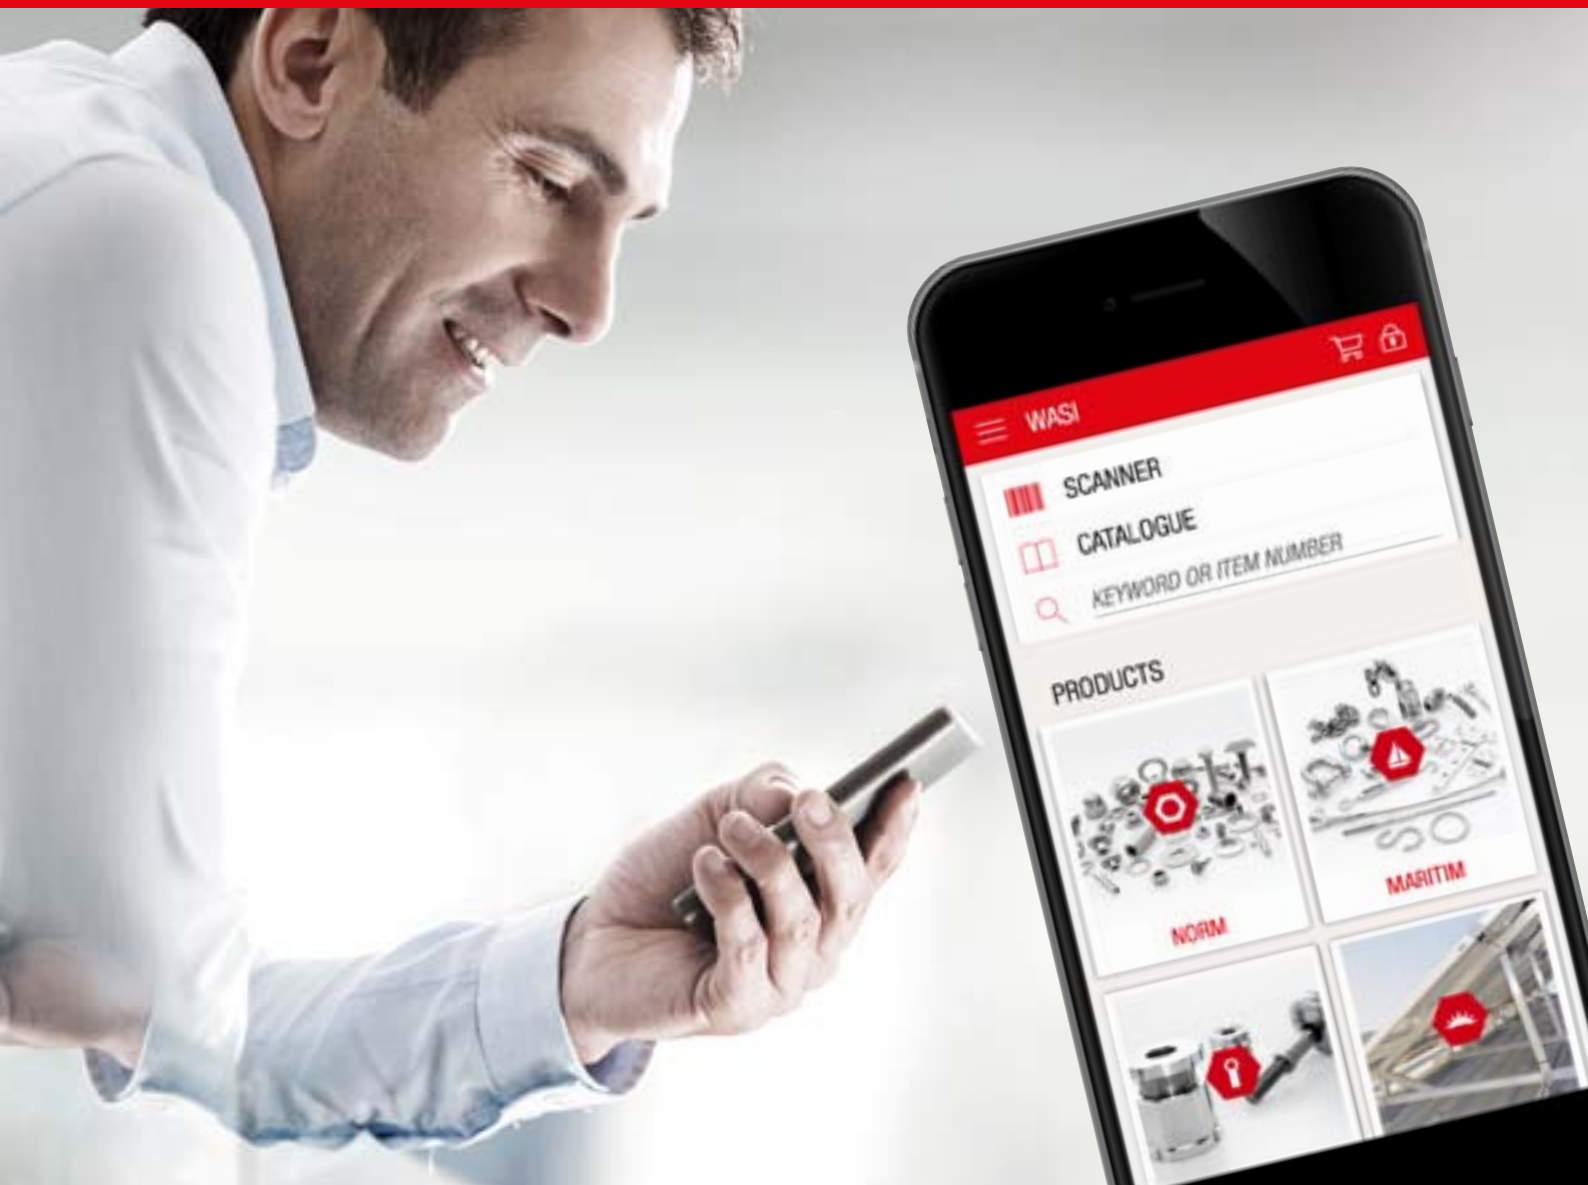 WASI
SCANNER
CATALOGUE
KEYWORD OR ITEM NUMBER
PRODUCTS
NORM
MARITIM